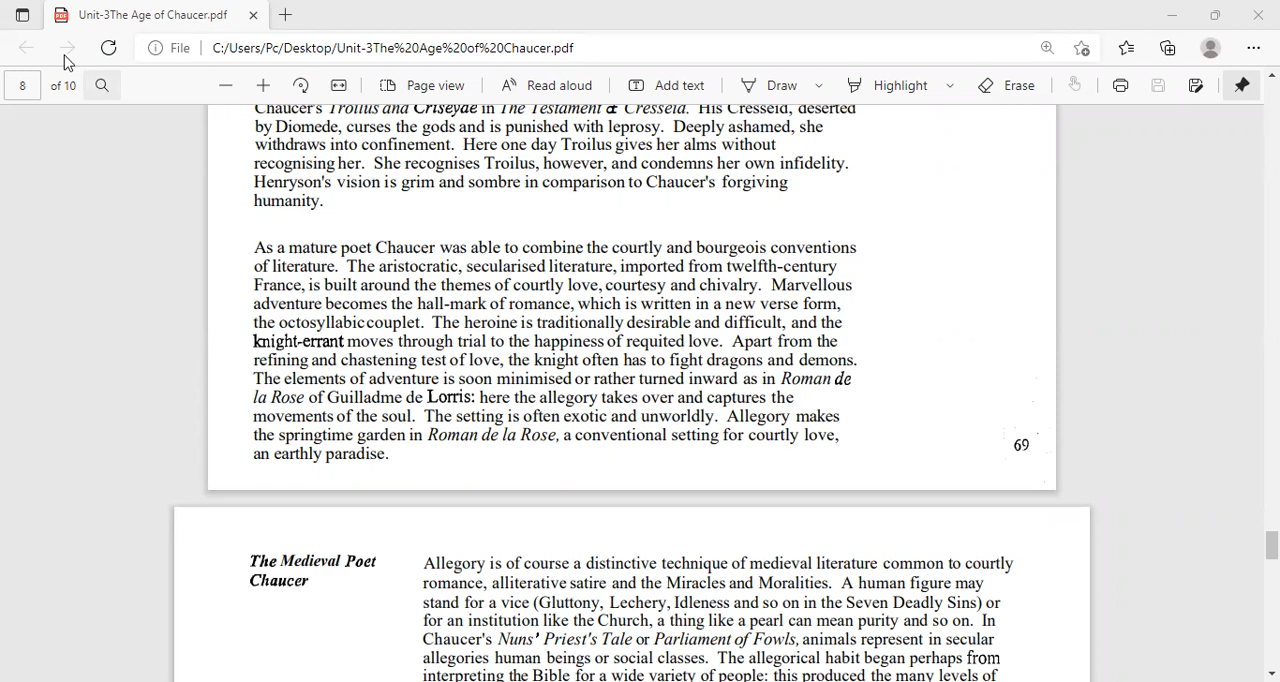 Unit-3The Age of Chaucer.pdf
File C:/Users/Pc/Desktop/Unit-3The%20Age%20of%20Chaucer.pdf
8 of 10 Page view Read aloud Add text Draw Highlight Erase
Chaucer's Troilus and Criseyde in The Testament of Cresseid. His Cresseid, deserted
by Diomede, curses the gods and is punished with leprosy. Deeply ashamed, she
withdraws into confinement. Here one day Troilus gives her alms without
recognising her. She recognises Troilus, however, and condemns her own infidelity.
Henryson's vision is grim and sombre in comparison to Chaucer's forgiving
humanity.
As a mature poet Chaucer was able to combine the courtly and bourgeois conventions
of literature. The aristocratic, secularised literature, imported from twelfth-century
France, is built around the themes of courtly love, courtesy and chivalry. Marvellous
adventure becomes the hall-mark of romance, which is written in a new verse form,
the octosyllabic couplet. The heroine is traditionally desirable and difficult, and the
knight-errant moves through trial to the happiness of requited love. Apart from the
refining and chastening test of love, the knight often has to fight dragons and demons.
The elements of adventure is soon minimised or rather turned inward as in Roman de
la Rose of Guilladme de Lorris: here the allegory takes over and captures the
movements of the soul. The setting is often exotic and unworldly. Allegory makes
the springtime garden in Roman de la Rose, a conventional setting for courtly love,
an earthly paradise.
69
The Medieval Poet
Chaucer
Allegory is of course a distinctive technique of medieval literature common to courtly
romance, alliterative satire and the Miracles and Moralities. A human figure may
stand for a vice (Gluttony, Lechery, Idleness and so on in the Seven Deadly Sins) or
for an institution like the Church, a thing like a pearl can mean purity and so on. In
Chaucer's Nuns' Priest's Tale or Parliament of Fowls, animals represent in secular
allegories human beings or social classes. The allegorical habit began perhaps from
interpreting the Bible for a wide variety of people: this produced the many levels of